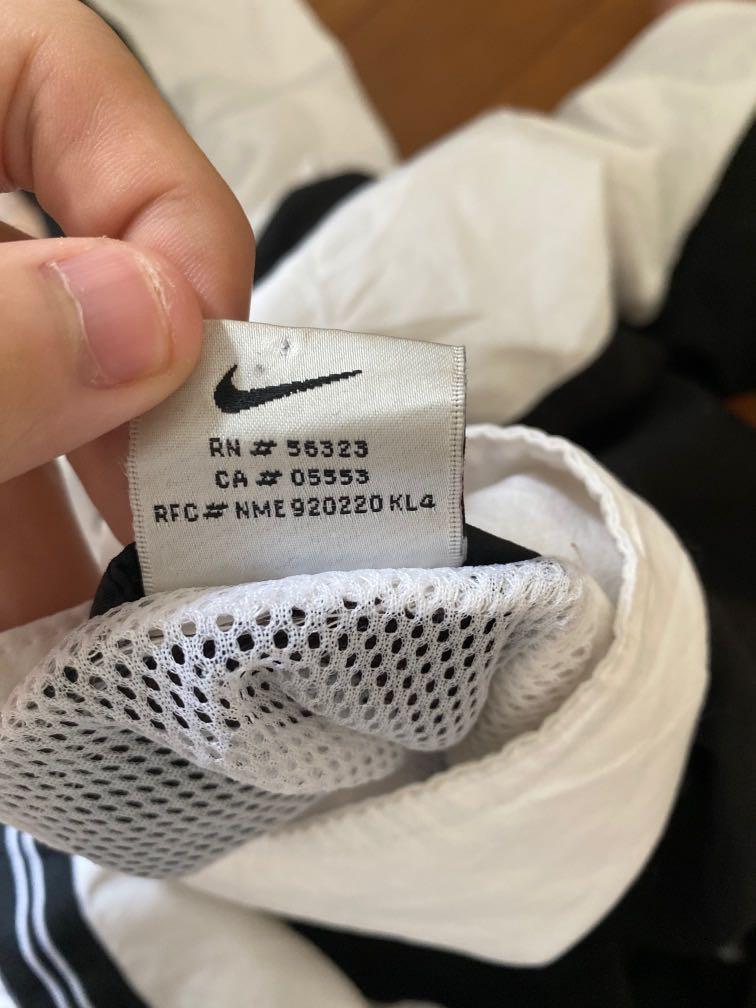 RN # 56323
CA # 05553
RFC# NME 920220 KL4